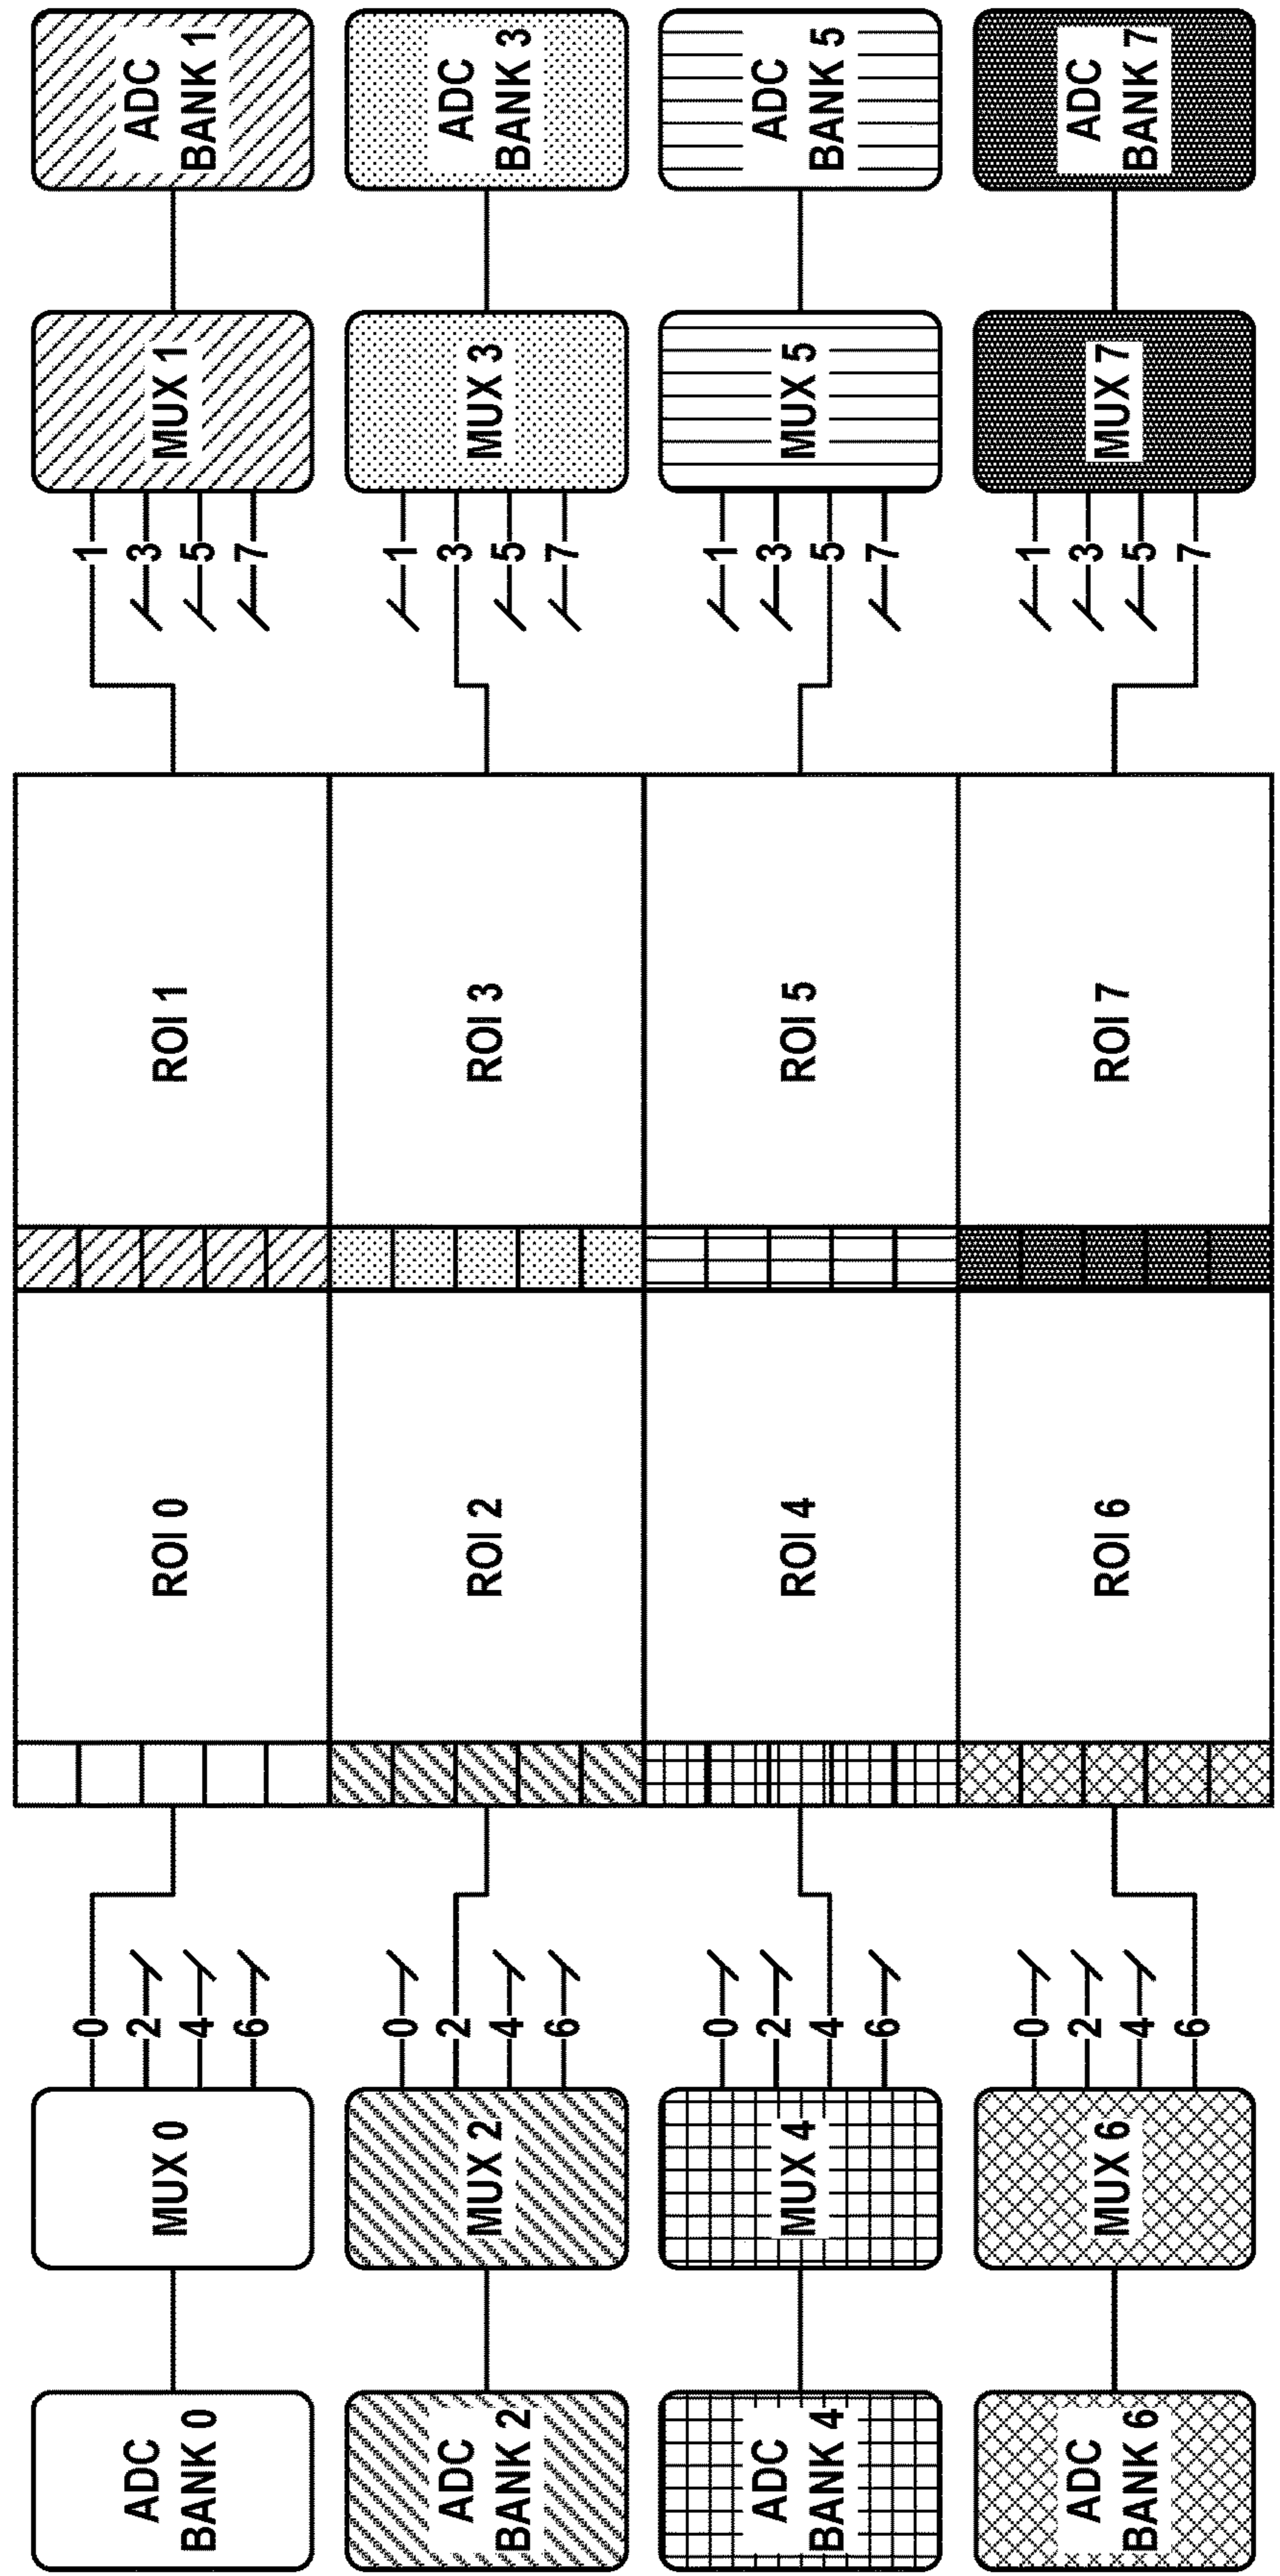 ADC
BANK 0
MUX 0
0
2
4
6
ROI 0
ROI 1
1
3
5
7
MUX 1
ADC
BANK 1
ADC
BANK 2
MUX 2
0
2
4
6
ROI 2
ROI 3
1
3
5
7
MUX 3
ADC
BANK 3
ADC
BANK 4
MUX 4
0
2
4
6
ROI 4
ROI 5
1
3
5
7
MUX 5
ADC
BANK 5
ADC
BANK 6
MUX 6
0
2
4
6
ROI 6
ROI 7
1
3
5
7
MUX 7
ADC
BANK 7